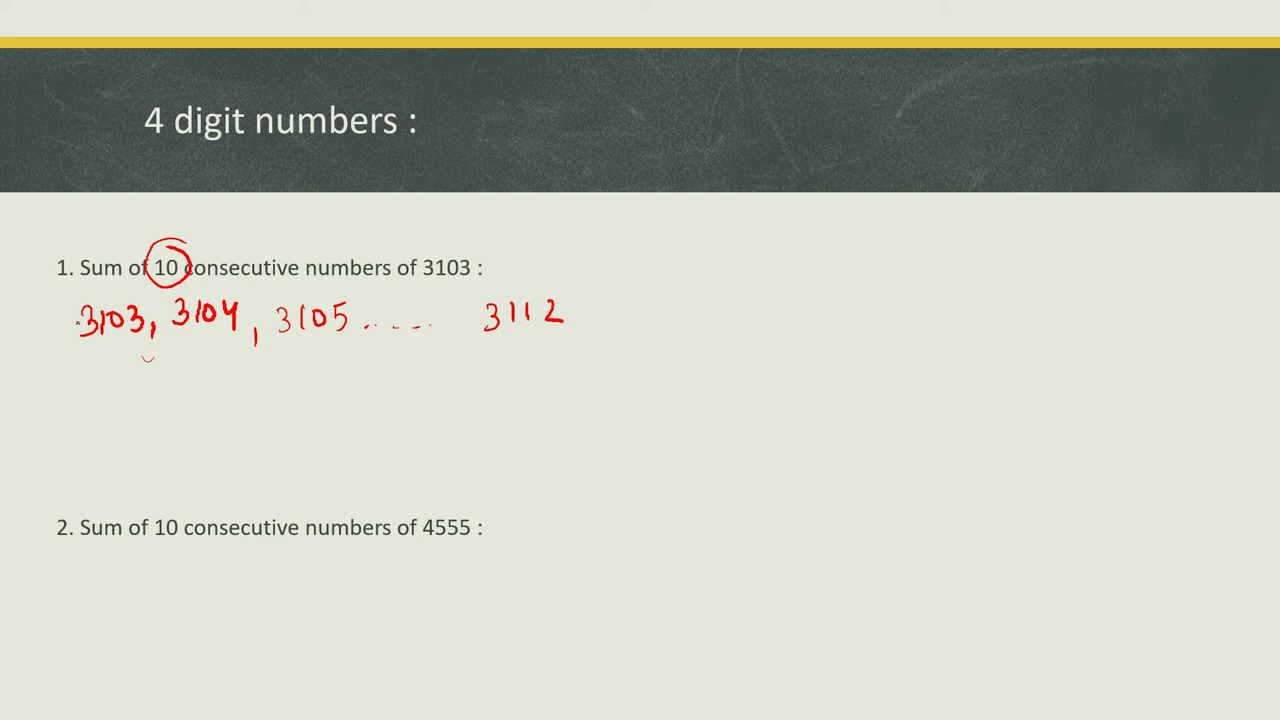 4 digit numbers :
1. Sum of 10 consecutive numbers of 3103 :
3103, 3104, 3105 ...... 3112
2. Sum of 10 consecutive numbers of 4555 :